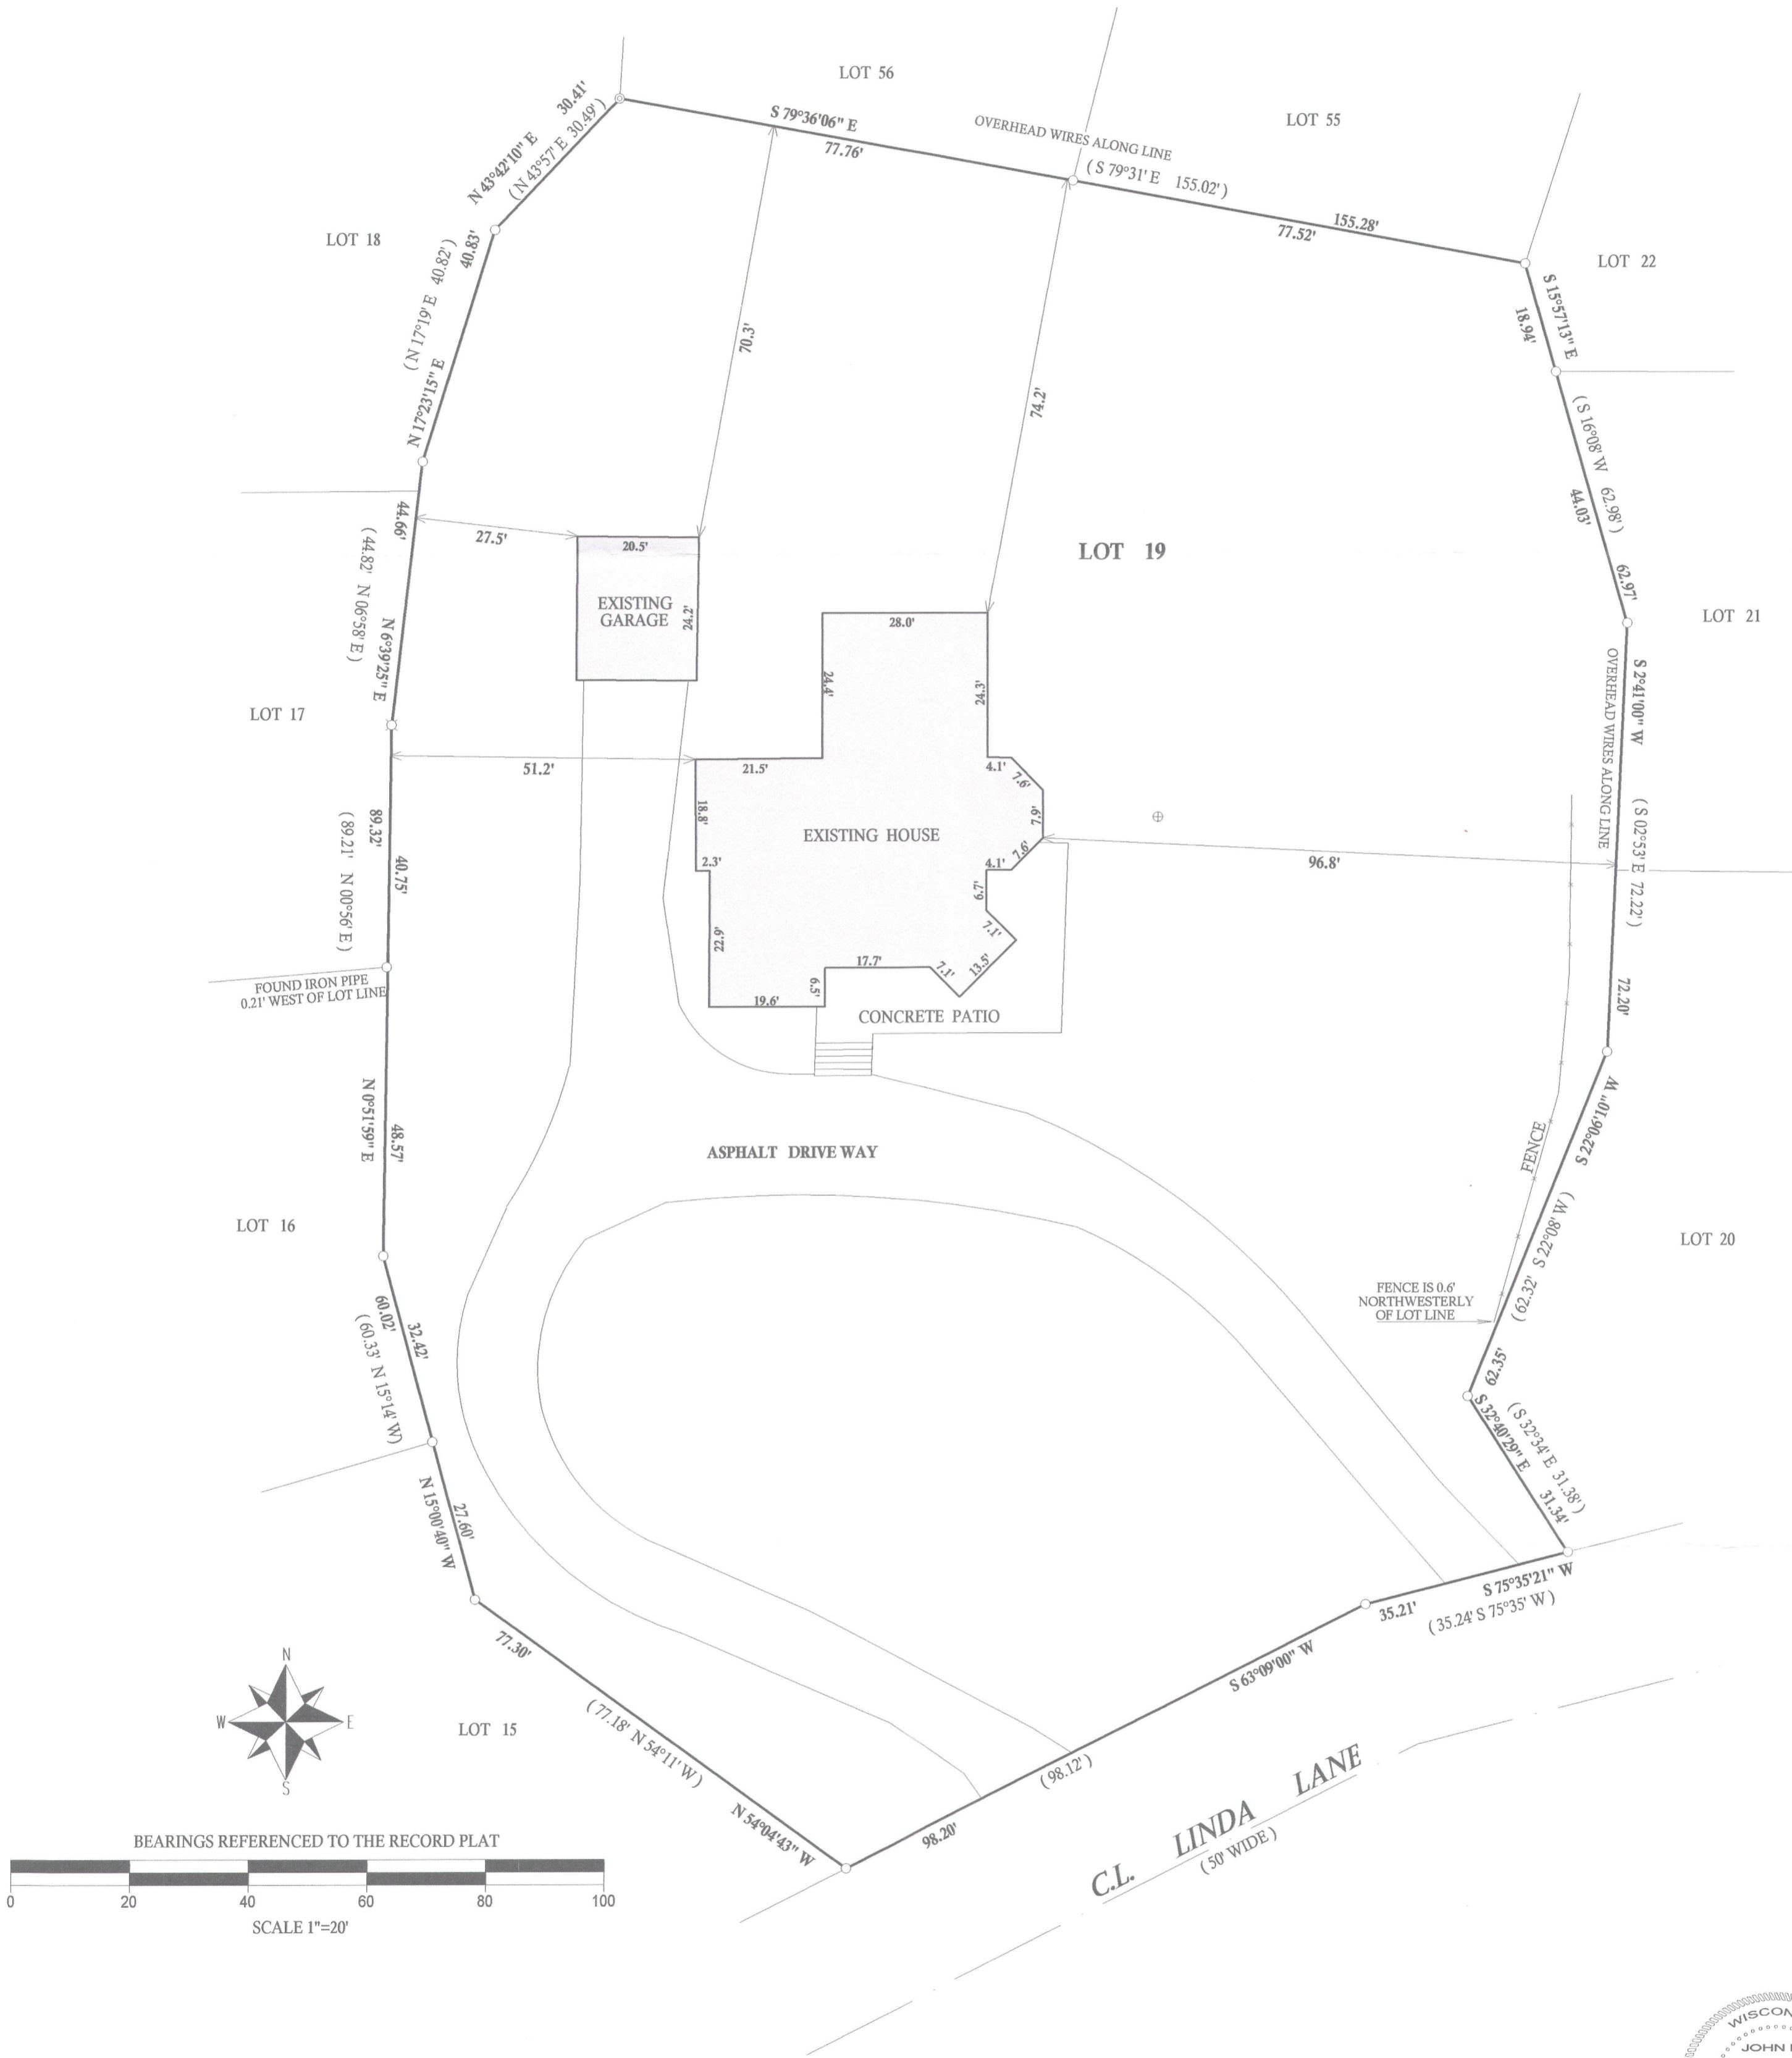 LOT 56
LOT 55
S 79°36'06" E
77.76'
OVERHEAD WIRES ALONG LINE
( S 79°31' E 155.02' )
155.28'
77.52'
30.41'
N 43°42'10" E
( N 43°57' E 30.49' )
LOT 18
40.83'
( N 17°19' E 40.82' )
N 17°23'15" E
LOT 22
S 15°57'13" E
18.94'
( S 16°08' W 62.98' )
44.03'
62.97'
70.3'
74.2'
44.66'
( 44.82' N 06°58' E )
N 6°39'25" E
27.5'
20.5'
EXISTING
GARAGE
24.2'
LOT 19
LOT 21
28.0'
24.4'
24.3'
S 2°41'00" W
OVERHEAD WIRES ALONG LINE
( S 02°53' E 72.22' )
72.20'
LOT 17
51.2'
21.5'
4.1'
7.6'
7.9'
7.6'
4.1'
18.8'
2.3'
EXISTING HOUSE
96.8'
89.32'
( 89.21' N 00°56' E )
40.75'
6.7'
7.1'
22.9'
17.7'
7.1'
13.5'
6.5'
19.6'
CONCRETE PATIO
FOUND IRON PIPE
0.21' WEST OF LOT LINE
N 0°51'59" E
48.57'
ASPHALT DRIVE WAY
FENCE
S 22°06'10" W
( 62.32' S 22°08' W )
LOT 16
LOT 20
FENCE IS 0.6'
NORTHWESTERLY
OF LOT LINE
60.02'
( 60.33' N 15°14' W)
32.42'
62.35'
S 32°40'29" E
( S 32°34' E 31.38')
31.34'
N 15°00'40" W
27.60'
S 75°35'21" W
35.21'
( 35.24' S 75°35' W )
77.30'
( 77.18' N 54°11' W )
N 54°04'43" W
S 63°09'00" W
( 98.12' )
98.20'
N
W
E
S
LOT 15
C.L. LINDA LANE
( 50' WIDE )
BEARINGS REFERENCED TO THE RECORD PLAT
0 20 40 60 80 100
SCALE 1"=20'
WISCON
JOHN